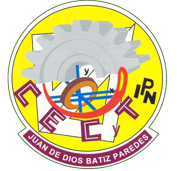 CECyT
IPN
JUAN DE DIOS BATIZ PAREDES